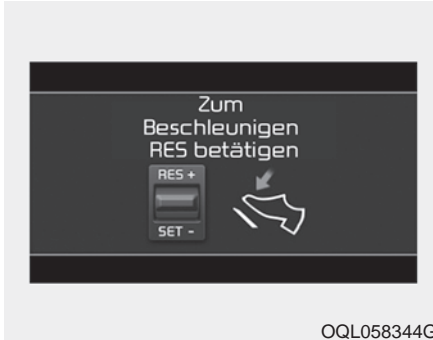 Zum
Beschleunigen
RES betätigen
RES +
SET -
OQL058344G